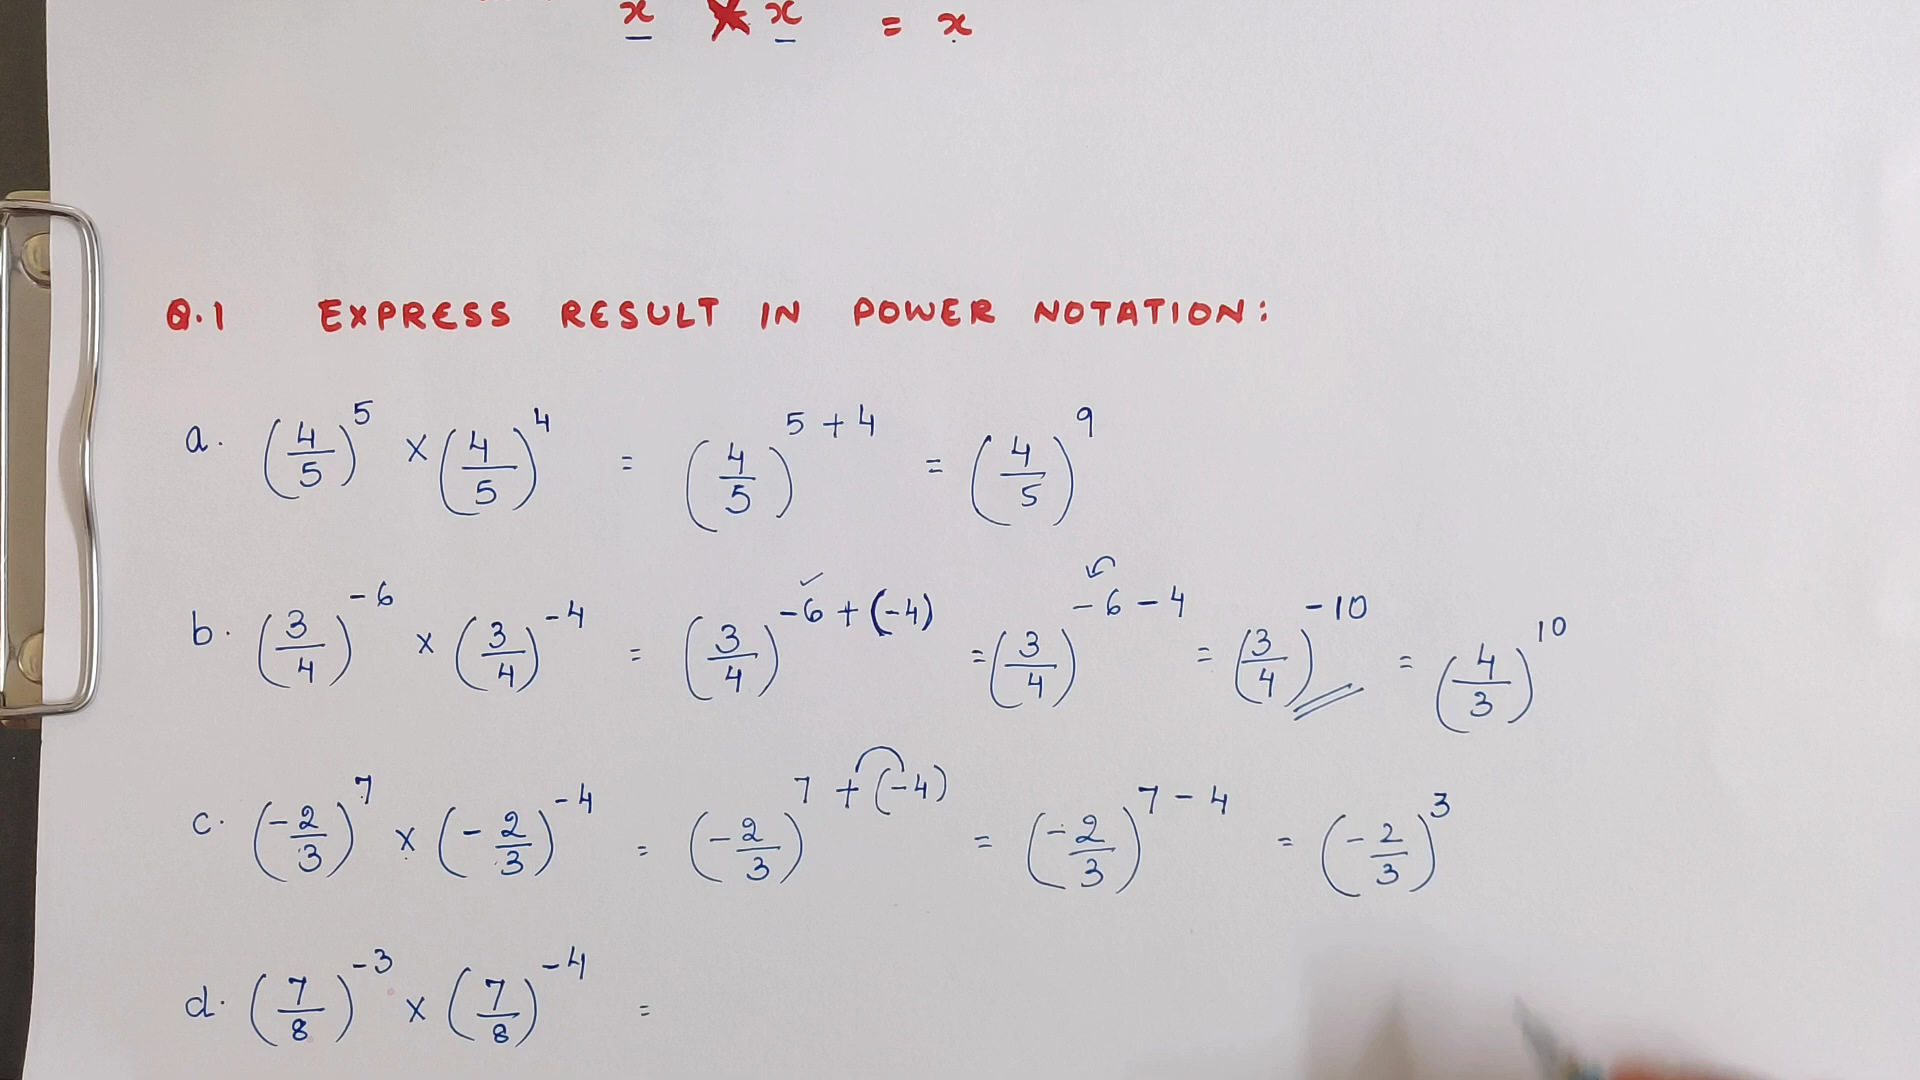 x × x = x
Q.1 EXPRESS RESULT IN POWER NOTATION:
a. (4/5)^5 × (4/5)^4 = (4/5)^(5+4) = (4/5)^9
b. (3/4)^-6 × (3/4)^-4 = (3/4)^(-6+(-4)) = (3/4)^(-6-4) = (3/4)^-10 = (4/3)^10
c. (-2/3)^7 × (-2/3)^-4 = (-2/3)^(7+(-4)) = (-2/3)^(7-4) = (-2/3)^3
d. (7/8)^-3 × (7/8)^-4 =